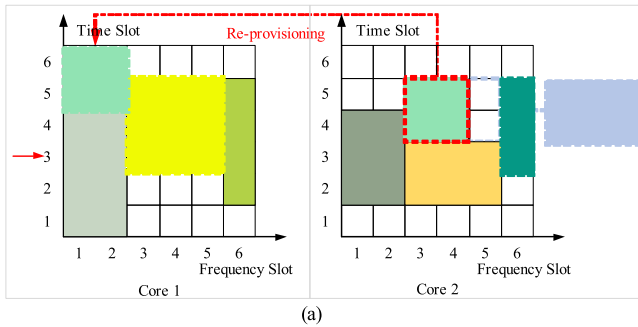 Time Slot
Re-provisioning
Time Slot
6
5
4
3
2
1
1 2 3 4 5 6
Frequency Slot
Core 1
6
5
4
3
2
1
1 2 3 4 5 6
Frequency Slot
Core 2
(a)